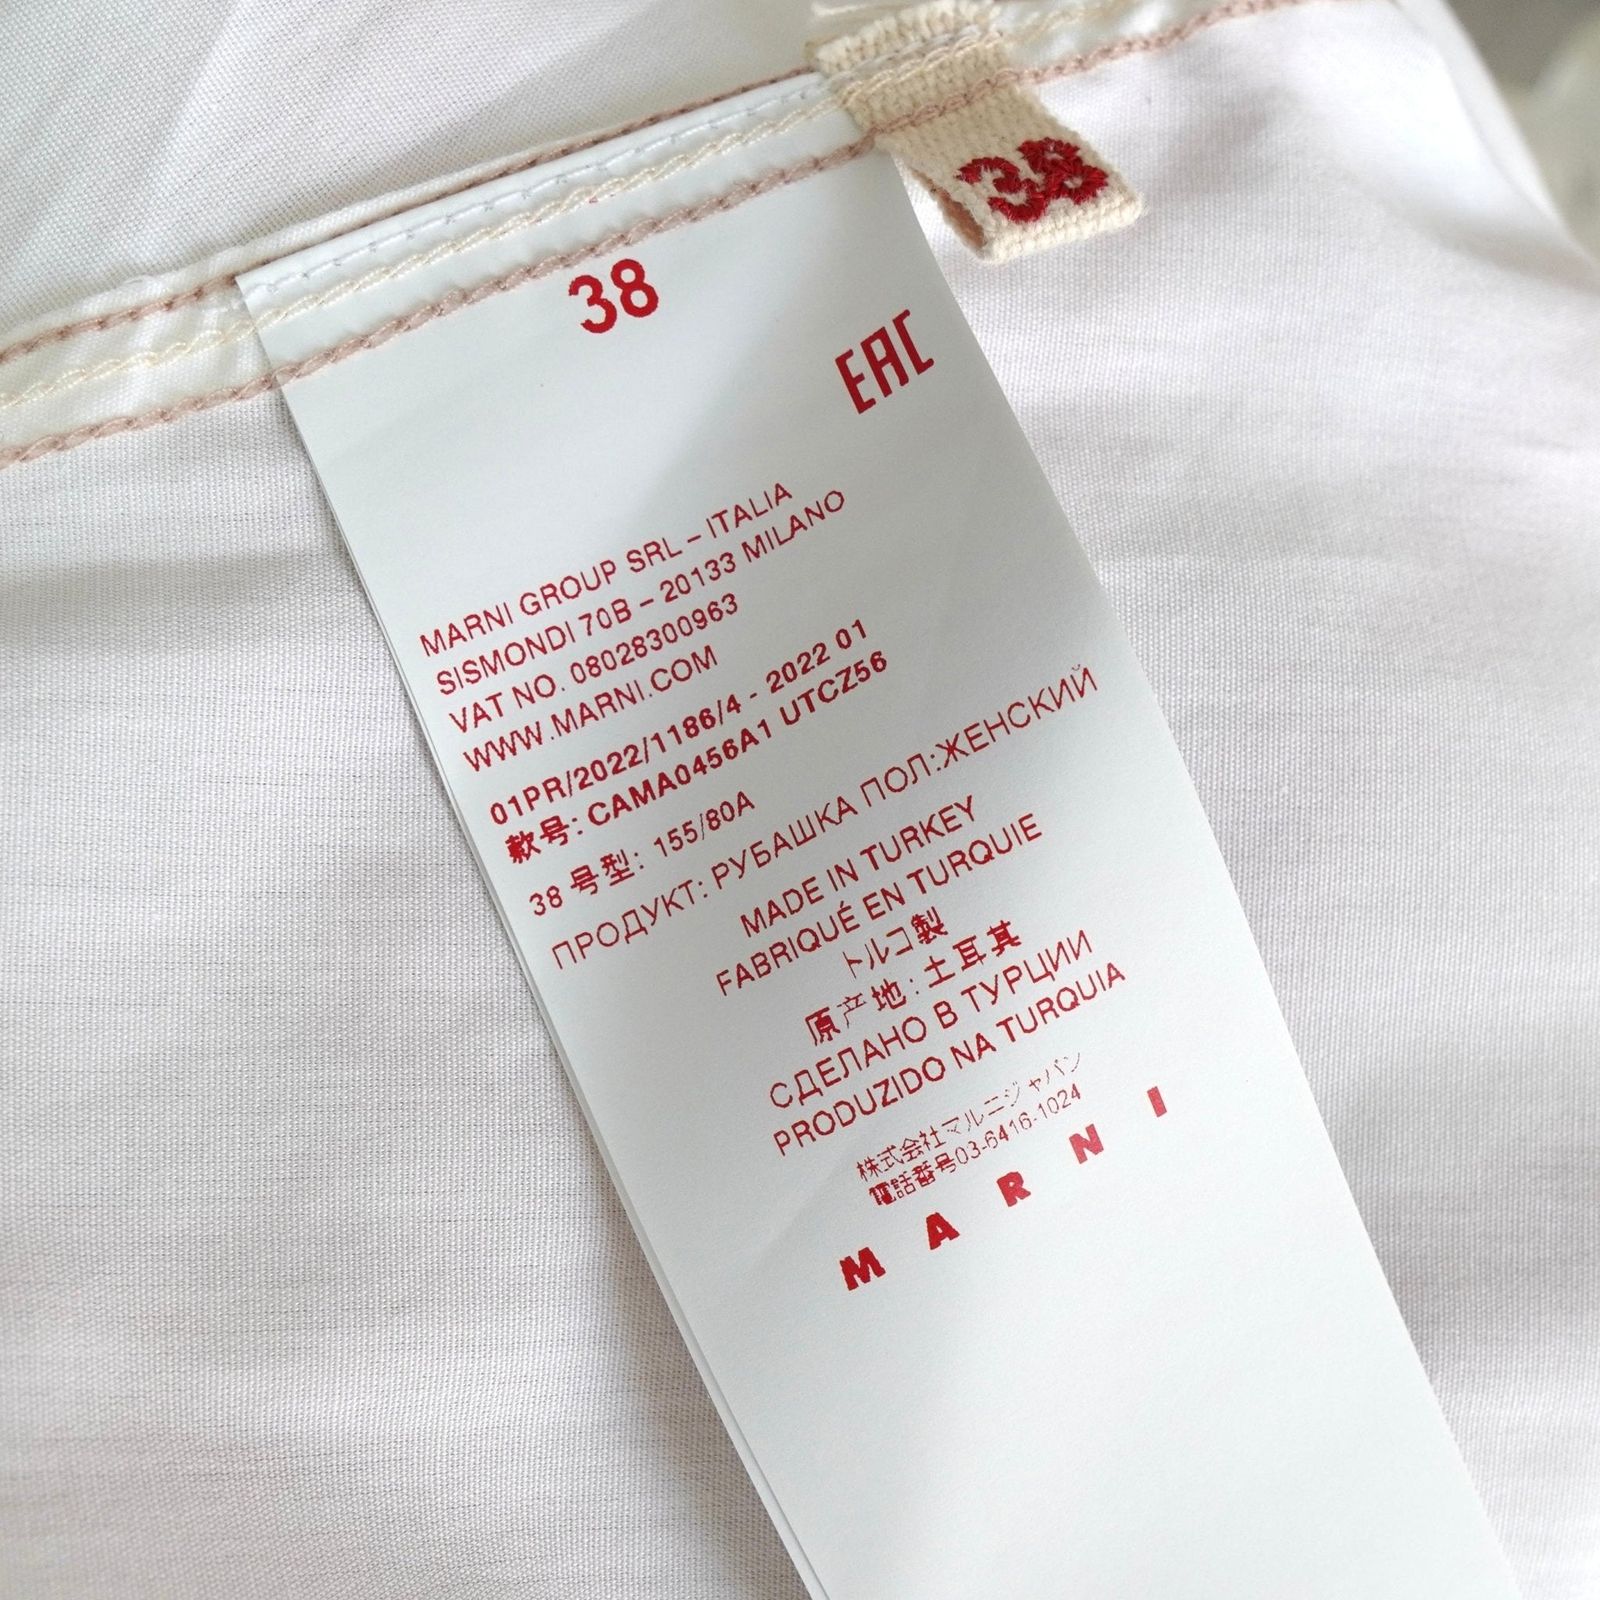 38
38
EAC
MARNI GROUP SRL – ITALIA
SISMONDI 70B – 20133 MILANO
VAT NO. 08028300963
WWW.MARNI.COM
01PR/2022/1186/4 - 2022 01
款号: CAMA0456A1 UTCZ56
38 号型: 155/80A
ПРОДУКТ: РУБАШКА ПОЛ:ЖЕНСКИЙ
MADE IN TURKEY
FABRIQUÉ EN TURQUIE
トルコ製
原产地: 土耳其
СДЕЛАНО В ТУРЦИИ
PRODUZIDO NA TURQUIA
株式会社マルニジャパン
電話番号03-6416-1024
MARNI